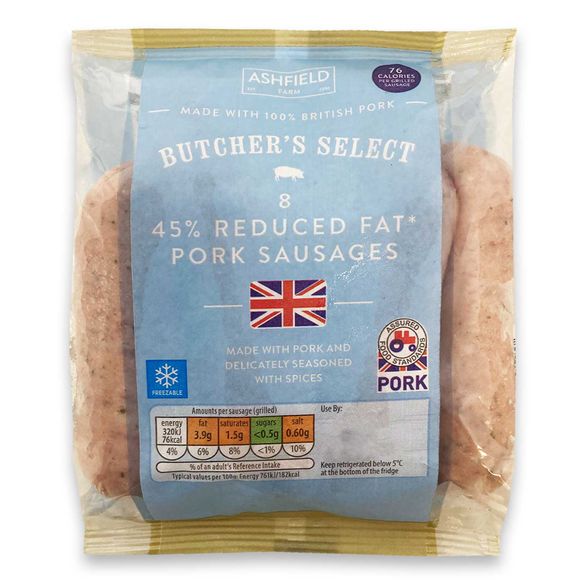 ASHFIELD
FARM
76
CALORIES
PER GRILLED
SAUSAGE
MADE WITH 100% BRITISH PORK
BUTCHER'S SELECT
8
45% REDUCED FAT*
PORK SAUSAGES
MADE WITH PORK AND
DELICATELY SEASONED
WITH SPICES
ASSURED
FOOD STANDARDS
PORK
FREEZABLE
Amounts per sausage (grilled)
energy fat saturates sugars salt
320kJ 76kcal 3.9g 1.5g <0.5g 0.60g
4% 6% 8% <1% 10%
% of an adult's Reference Intake
Typical values per 100g: Energy 761kJ/182kcal
Use By:
Keep refrigerated below 5°C
at the bottom of the fridge